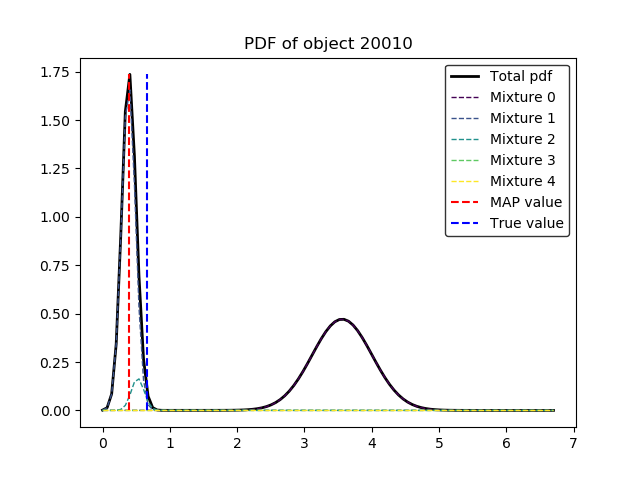 PDF of object 20010
1.75
1.50
1.25
1.00
0.75
0.50
0.25
0.00
0 1 2 3 4 5 6 7
Total pdf
Mixture 0
Mixture 1
Mixture 2
Mixture 3
Mixture 4
MAP value
True value